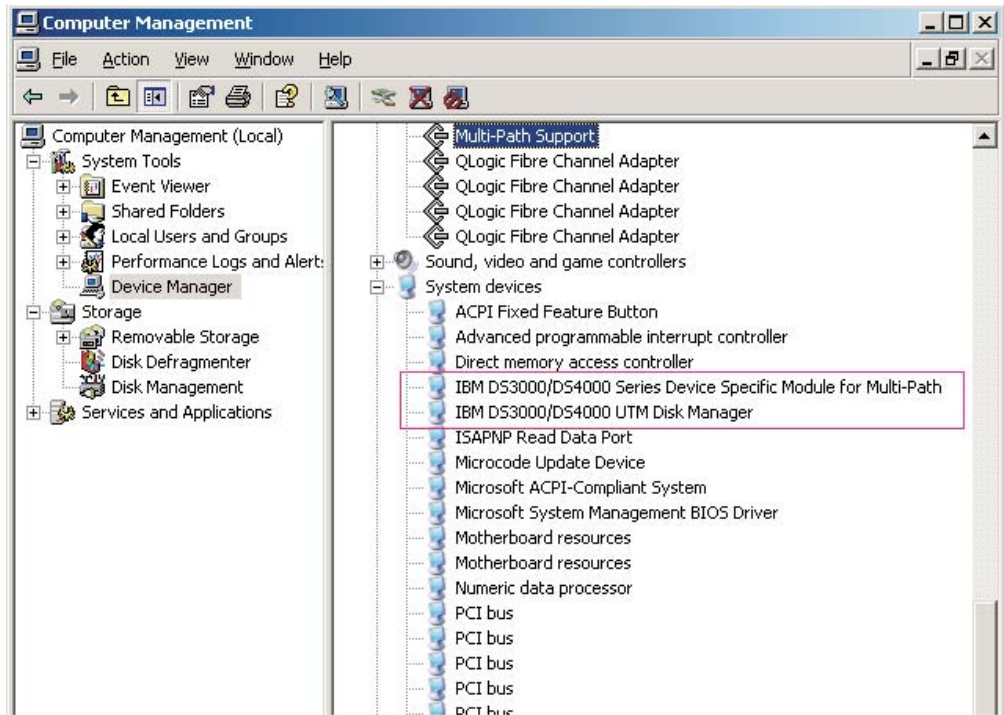 Computer Management
File Action View Window Help
Computer Management (Local)
System Tools
Event Viewer
Shared Folders
Local Users and Groups
Performance Logs and Alert
Device Manager
Storage
Removable Storage
Disk Defragmenter
Disk Management
Services and Applications
Multi-Path Support
QLogic Fibre Channel Adapter
QLogic Fibre Channel Adapter
QLogic Fibre Channel Adapter
QLogic Fibre Channel Adapter
Sound, video and game controllers
System devices
ACPI Fixed Feature Button
Advanced programmable interrupt controller
Direct memory access controller
IBM DS3000/DS4000 Series Device Specific Module for Multi-Path
IBM DS3000/DS4000 UTM Disk Manager
ISAPNP Read Data Port
Microcode Update Device
Microsoft ACPI-Compliant System
Microsoft System Management BIOS Driver
Motherboard resources
Motherboard resources
Numeric data processor
PCI bus
PCI bus
PCI bus
PCI bus
PCI bus